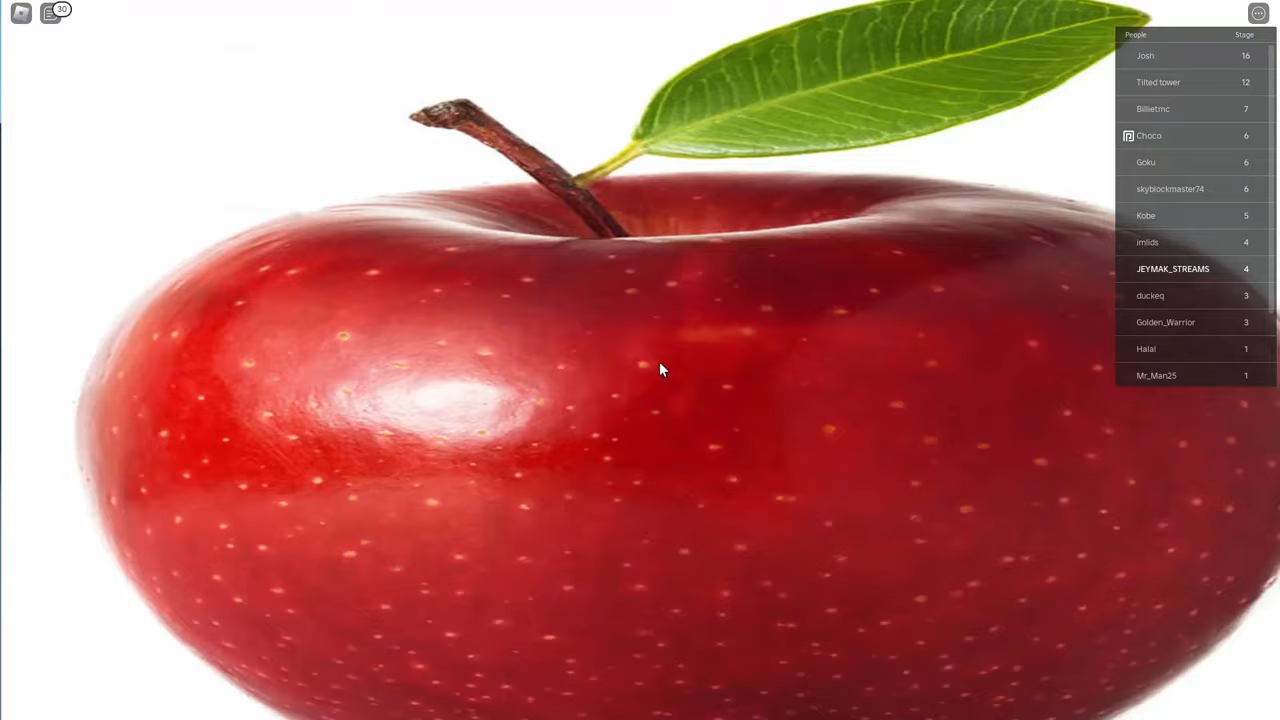 30
People Stage
Josh 16
Tilted tower 12
Billietmc 7
Choco 6
Goku 6
skyblockmaster74 6
Kobe 5
imlids 4
JEYMAK_STREAMS 4
duckeq 3
Golden_Warrior 3
Halal 1
Mr_Man25 1